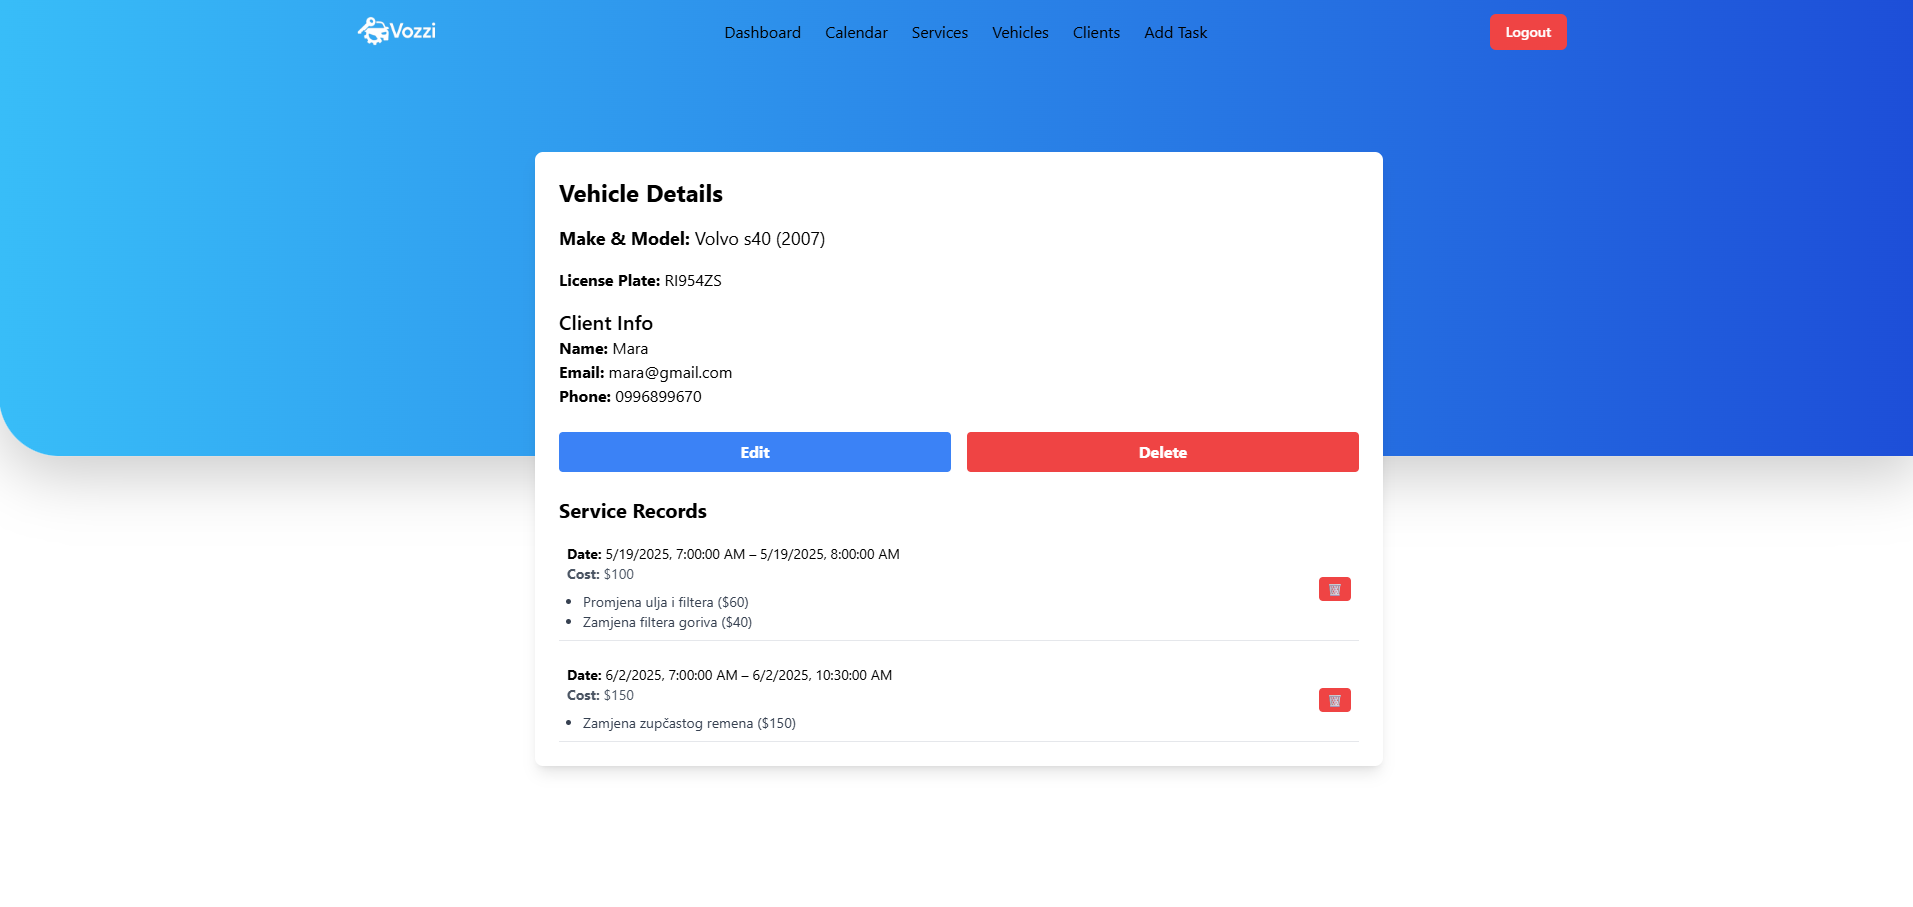 Vozzi
Dashboard Calendar Services Vehicles Clients Add Task
Logout
Vehicle Details
Make & Model: Volvo s40 (2007)
License Plate: RI954ZS
Client Info
Name: Mara
Email: mara@gmail.com
Phone: 0996899670
Edit Delete
Service Records
Date: 5/19/2025, 7:00:00 AM – 5/19/2025, 8:00:00 AM
Cost: $100
• Promjena ulja i filtera ($60)
• Zamjena filtera goriva ($40)
Date: 6/2/2025, 7:00:00 AM – 6/2/2025, 10:30:00 AM
Cost: $150
• Zamjena zupčastog remena ($150)